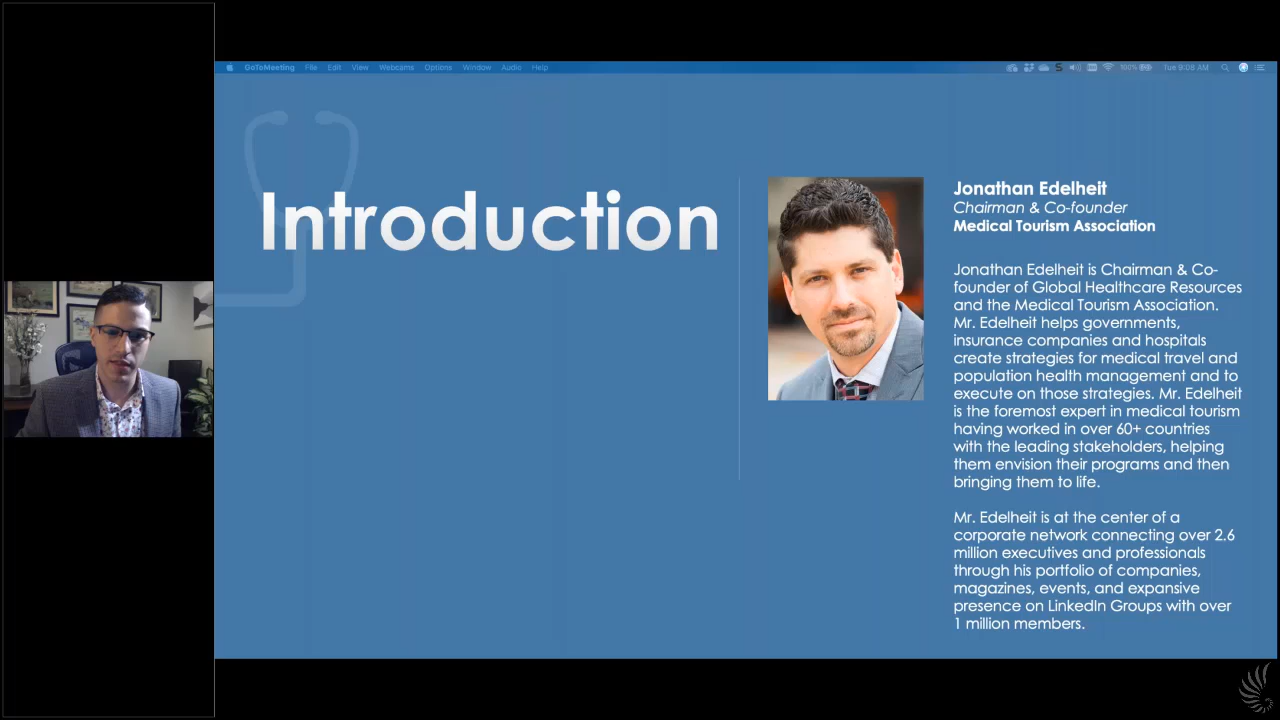 GoToMeeting File Edit View Webcams Options Window Audio Help
100% Tue 9:08 AM
Introduction
Jonathan Edelheit
Chairman & Co-founder
Medical Tourism Association
Jonathan Edelheit is Chairman & Co-
founder of Global Healthcare Resources
and the Medical Tourism Association.
Mr. Edelheit helps governments,
insurance companies and hospitals
create strategies for medical travel and
population health management and to
execute on those strategies. Mr. Edelheit
is the foremost expert in medical tourism
having worked in over 60+ countries
with the leading stakeholders, helping
them envision their programs and then
bringing them to life.
Mr. Edelheit is at the center of a
corporate network connecting over 2.6
million executives and professionals
through his portfolio of companies,
magazines, events, and expansive
presence on LinkedIn Groups with over
1 million members.